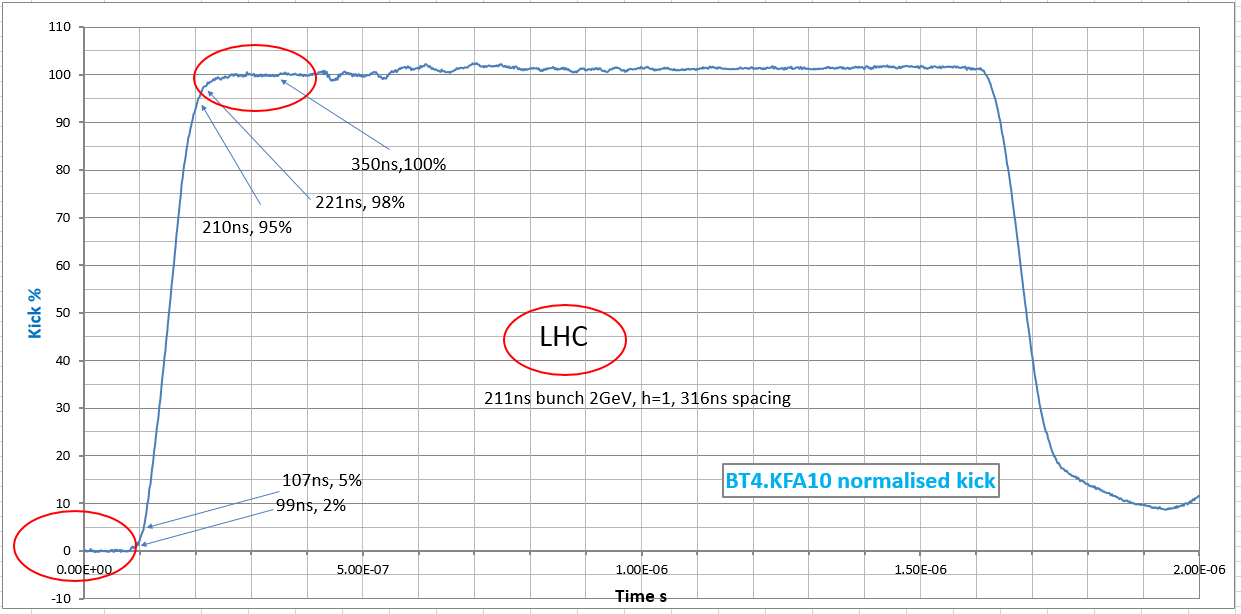 110
100
90
80
70
60
50
40
30
20
10
0
-10
Kick %
350ns,100%
221ns, 98%
210ns, 95%
LHC
211ns bunch 2GeV, h=1, 316ns spacing
BT4.KFA10 normalised kick
107ns, 5%
99ns, 2%
0.00E+00 5.00E-07 1.00E-06 1.50E-06 2.00E-06
Time s